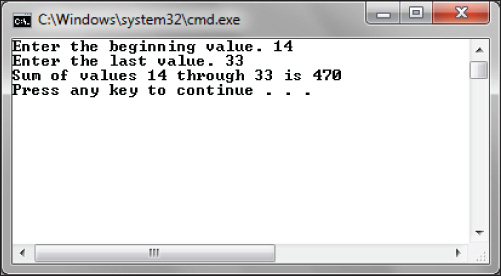 C:\Windows\system32\cmd.exe
Enter the beginning value. 14
Enter the last value. 33
Sum of values 14 through 33 is 470
Press any key to continue . . .